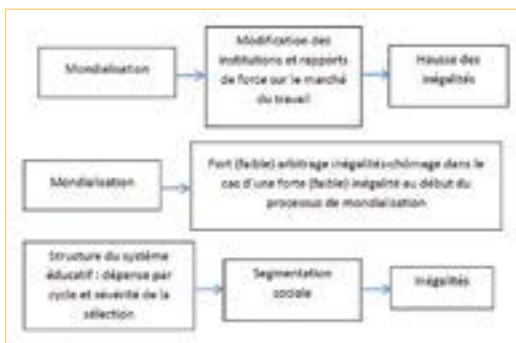 Mondialisation
Modification des
institutions et rapports
de force sur le marché
du travail
Hausse des
inégalités
Mondialisation
Fort (faible) arbitrage inégalités-chômage dans le
cas d'une forte (faible) inégalité au début du
processus de mondialisation
Structure du système
éducatif : dépense par
cycle et sévérité de la
sélection
Segmentation
sociale
Inégalités